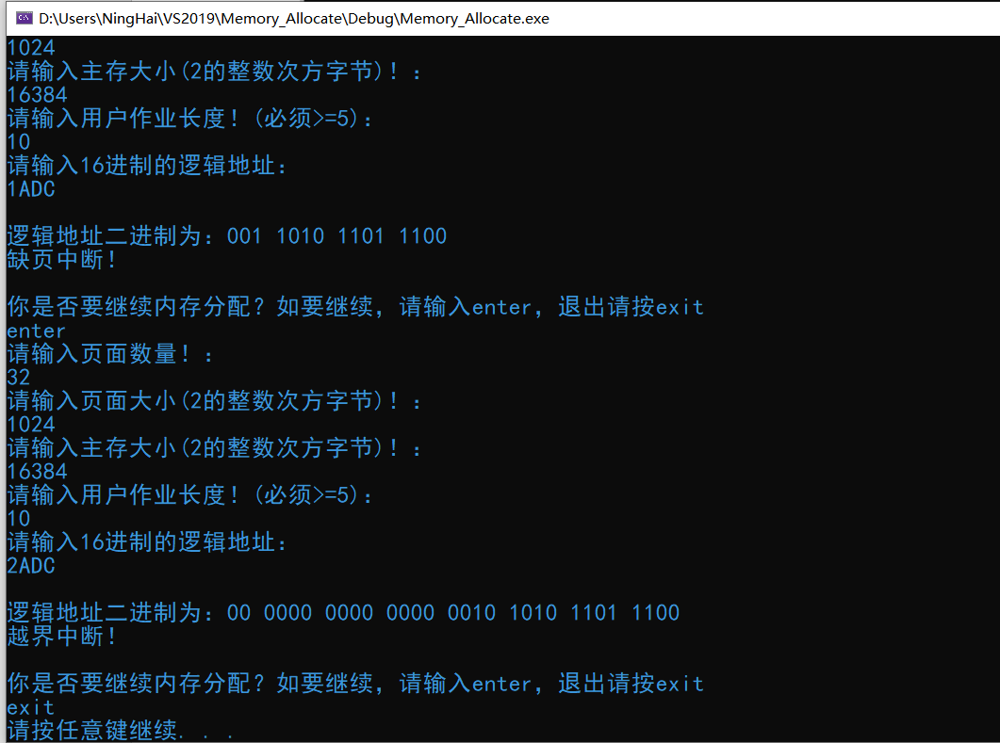 D:\Users\NingHai\VS2019\Memory_Allocate\Debug\Memory_Allocate.exe
1024
请输入主存大小(2的整数次方字节)！：
16384
请输入用户作业长度！(必须>=5)：
10
请输入16进制的逻辑地址：
1ADC
逻辑地址二进制为：001 1010 1101 1100
缺页中断！
你是否要继续内存分配？如要继续，请输入enter，退出请按exit
enter
请输入页面数量！：
32
请输入页面大小(2的整数次方字节)！：
1024
请输入主存大小(2的整数次方字节)！：
16384
请输入用户作业长度！(必须>=5)：
10
请输入16进制的逻辑地址：
2ADC
逻辑地址二进制为：00 0000 0000 0000 0010 1010 1101 1100
越界中断！
你是否要继续内存分配？如要继续，请输入enter，退出请按exit
exit
请按任意键继续. . .